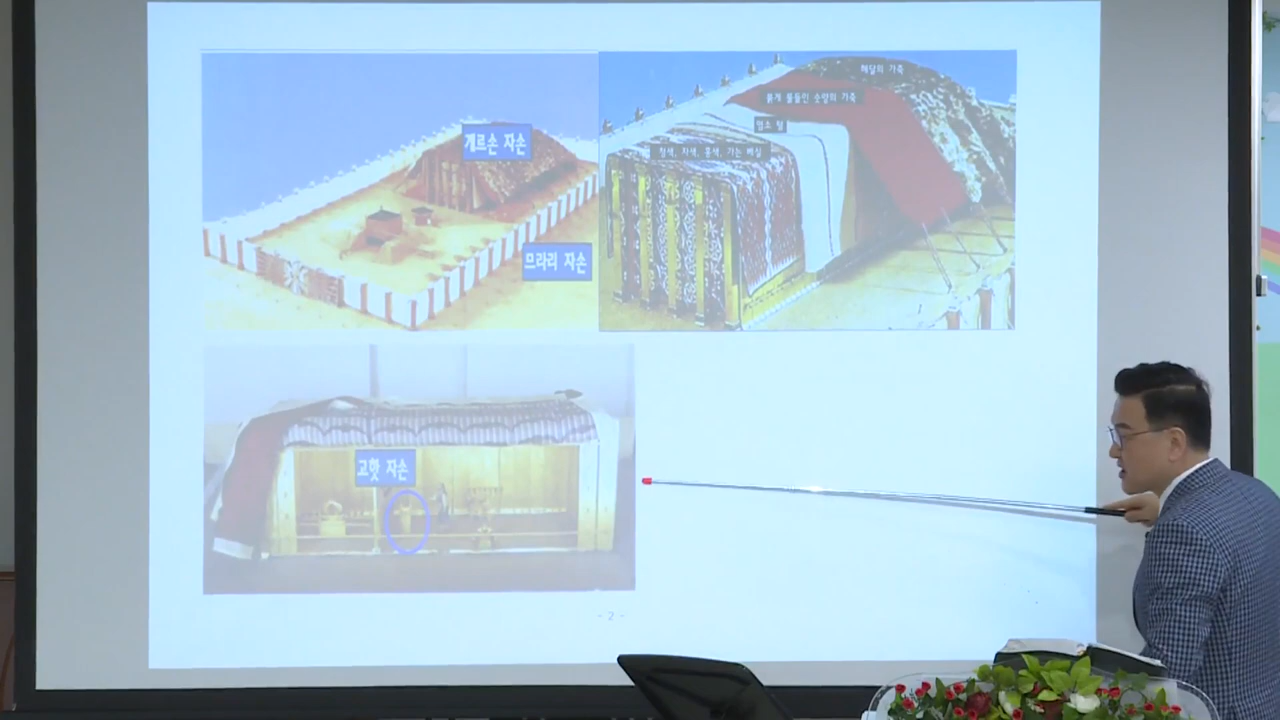 게르손 자손
므라리 자손
해달의 가죽
붉게 물들인 숫양의 가죽
염소 털
청색, 자색, 홍색, 가는 베실
고핫 자손
- 2 -